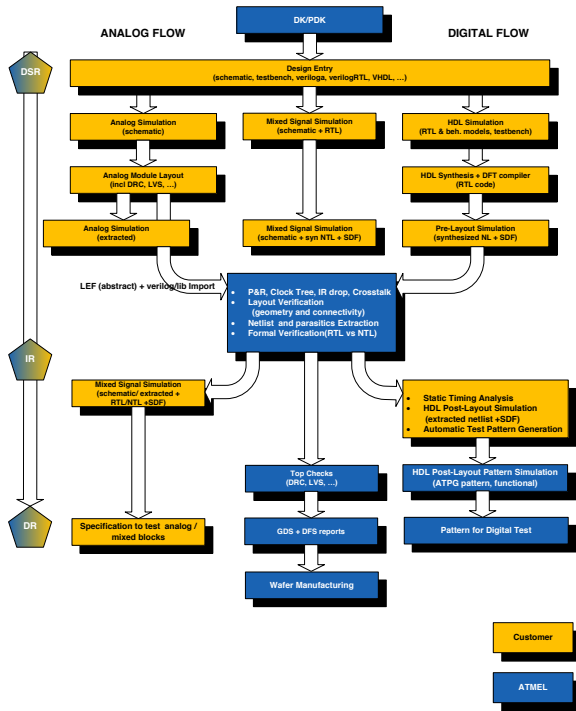 ANALOG FLOW
DK/PDK
DIGITAL FLOW
DSR
Design Entry
(schematic, testbench, veriloga, verilogRTL, VHDL, ...)
Analog Simulation
(schematic)
Mixed Signal Simulation
(schematic + RTL)
HDL Simulation
(RTL & beh. models, testbench)
Analog Module Layout
(incl DRC, LVS, ...)
HDL Synthesis + DFT compiler
(RTL code)
Analog Simulation
(extracted)
Mixed Signal Simulation
(schematic + syn NTL + SDF)
Pre-Layout Simulation
(synthesized NL + SDF)
LEF (abstract) + verilog/lib Import
• P&R, Clock Tree, IR drop, Crosstalk
• Layout Verification
(geometry and connectivity)
• Netlist and parasitics Extraction
• Formal Verification(RTL vs NTL)
IR
Mixed Signal Simulation
(schematic/ extracted +
RTL/NTL +SDF)
• Static Timing Analysis
• HDL Post-Layout Simulation
(extracted netlist +SDF)
• Automatic Test Pattern Generation
Top Checks
(DRC, LVS, ...)
HDL Post-Layout Pattern Simulation
(ATPG pattern, functional)
DR
Specification to test analog /
mixed blocks
GDS + DFS reports
Pattern for Digital Test
Wafer Manufacturing
Customer
ATMEL